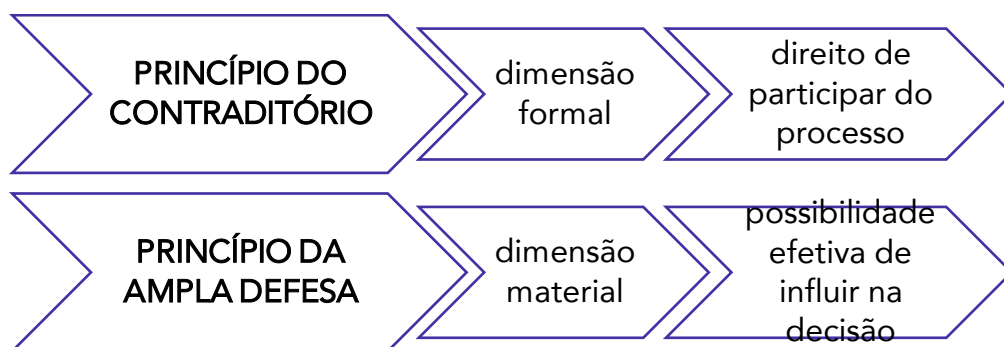 PRINCÍPIO DO
CONTRADITÓRIO
dimensão
formal
direito de
participar do
processo
PRINCÍPIO DA
AMPLA DEFESA
dimensão
material
possibilidade
efetiva de
influir na
decisão